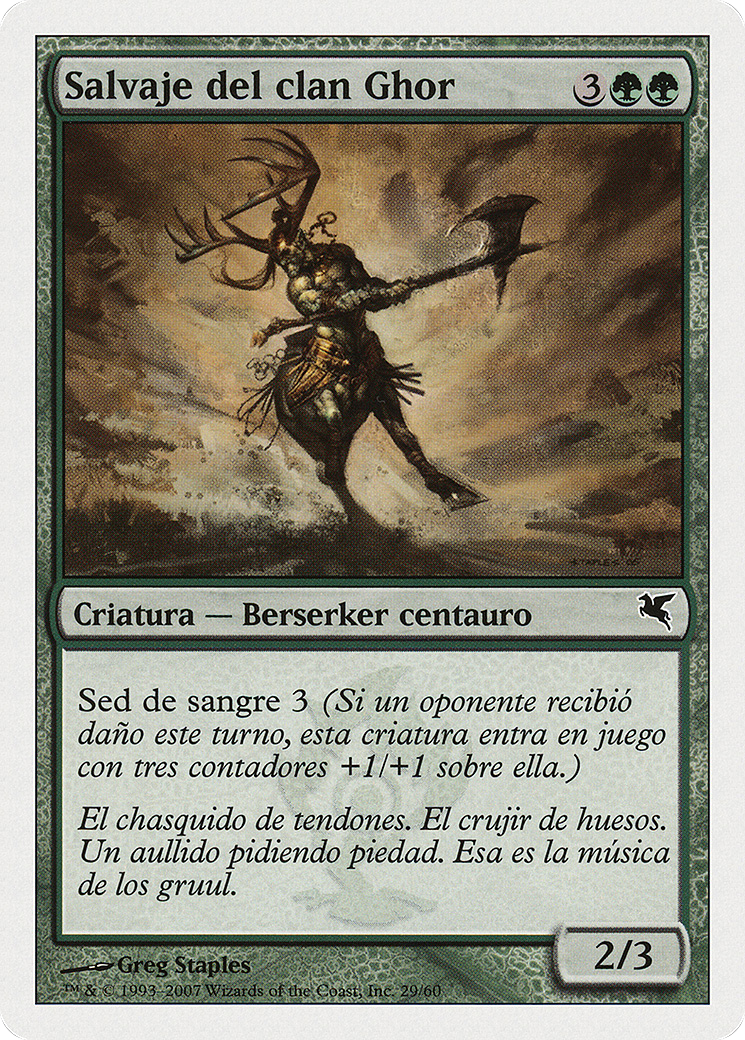 Salvaje del clan Ghor 3
STAPLES 06
Criatura — Berserker centauro
Sed de sangre 3 (Si un oponente recibió
daño este turno, esta criatura entra en juego
con tres contadores +1/+1 sobre ella.)
El chasquido de tendones. El crujir de huesos.
Un aullido pidiendo piedad. Esa es la música
de los gruul.
2/3
Greg Staples
™ & © 1993–2007 Wizards of the Coast, Inc. 29/60